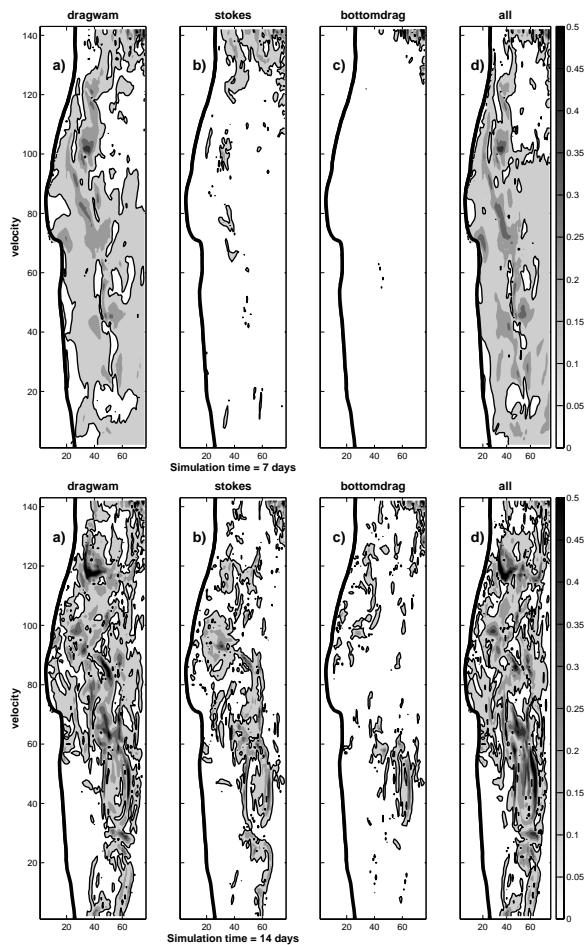 dragwam stokes bottomdrag all
140 a) b) c) d) 0.5
0.45
120
0.4
100 0.35
0.3
80
velocity 0.25
60 0.2
0.15
40
0.1
20 0.05
0
20 40 60 20 40 60 20 40 60 20 40 60
Simulation time = 7 days
dragwam stokes bottomdrag all
140 a) b) c) d) 0.5
0.45
120
0.4
100 0.35
0.3
80
velocity 0.25
60 0.2
0.15
40
0.1
20 0.05
0
20 40 60 20 40 60 20 40 60 20 40 60
Simulation time = 14 days